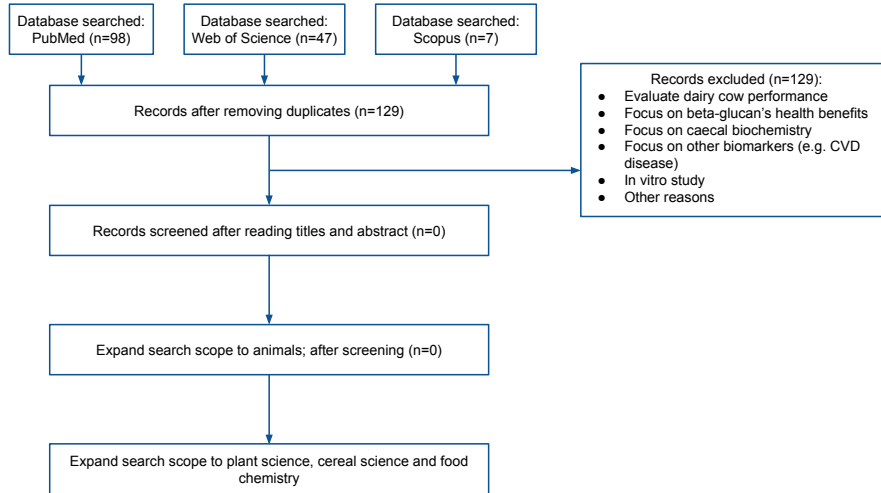 Database searched:
PubMed (n=98)
Database searched:
Web of Science (n=47)
Database searched:
Scopus (n=7)
Records after removing duplicates (n=129)
Records excluded (n=129):
● Evaluate dairy cow performance
● Focus on beta-glucan's health benefits
● Focus on caecal biochemistry
● Focus on other biomarkers (e.g. CVD
disease)
● In vitro study
● Other reasons
Records screened after reading titles and abstract (n=0)
Expand search scope to animals; after screening (n=0)
Expand search scope to plant science, cereal science and food
chemistry